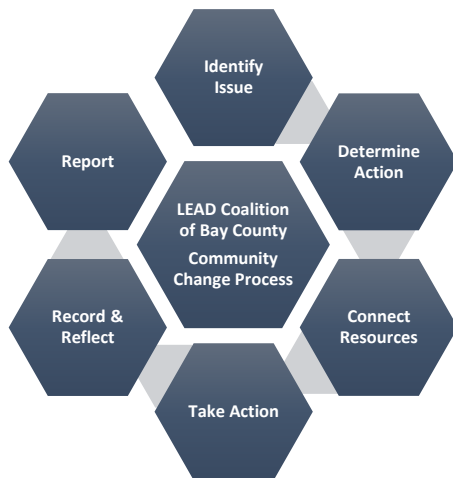 Identify
Issue
Determine
Action
Connect
Resources
Take Action
Record &
Reflect
Report
LEAD Coalition
of Bay County
Community
Change Process